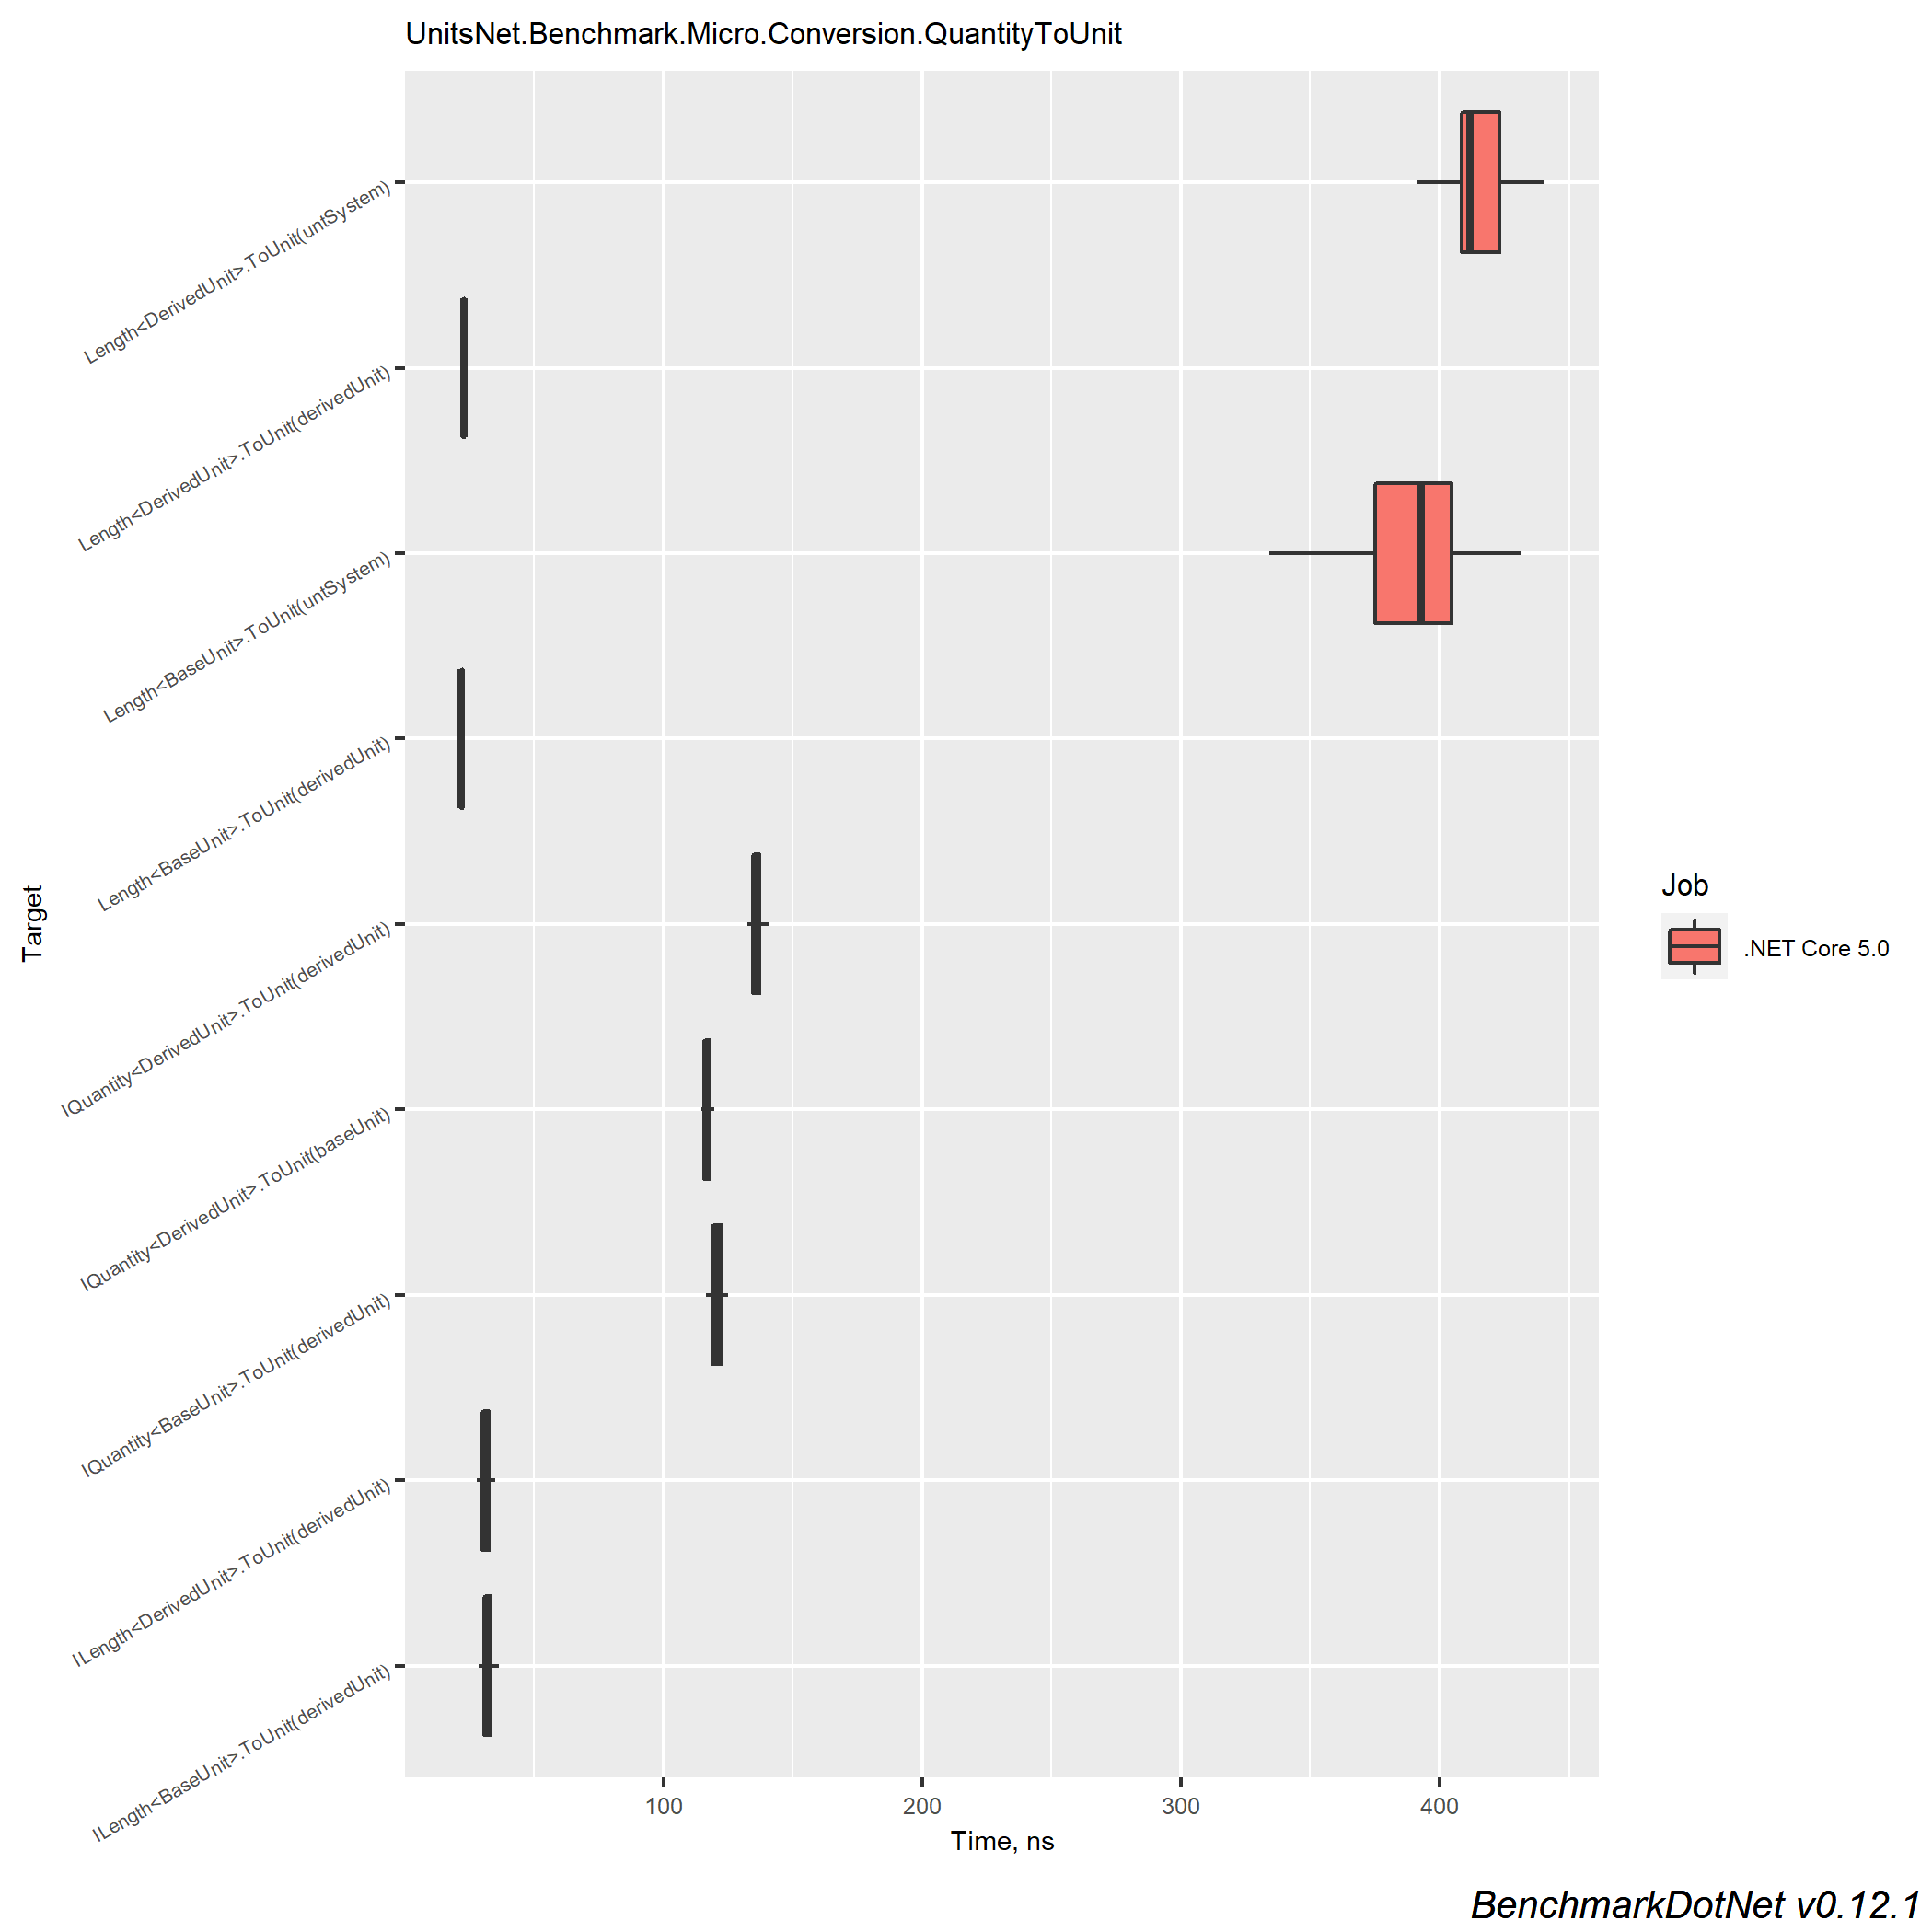 UnitsNet.Benchmark.Micro.Conversion.QuantityToUnit
Length<DerivedUnit>.ToUnit(untSystem)
Length<DerivedUnit>.ToUnit(derivedUnit)
Length<BaseUnit>.ToUnit(untSystem)
Length<BaseUnit>.ToUnit(derivedUnit)
IQuantity<DerivedUnit>.ToUnit(derivedUnit)
IQuantity<DerivedUnit>.ToUnit(baseUnit)
IQuantity<BaseUnit>.ToUnit(derivedUnit)
ILength<DerivedUnit>.ToUnit(derivedUnit)
ILength<BaseUnit>.ToUnit(derivedUnit)
Target
100 200 300 400
Time, ns
Job
.NET Core 5.0
BenchmarkDotNet v0.12.1